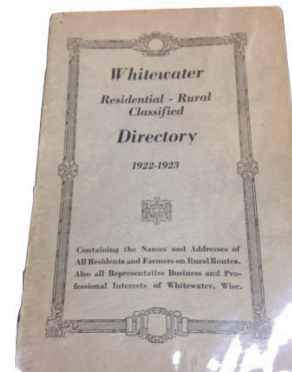 Whitewater
Residential - Rural
Classified
Directory
1922-1923
Containing the Names and Addresses of
All Residents and Farmers on Rural Routes.
Also all Representative Business and Pro-
fessional Interests of Whitewater, Wisc.